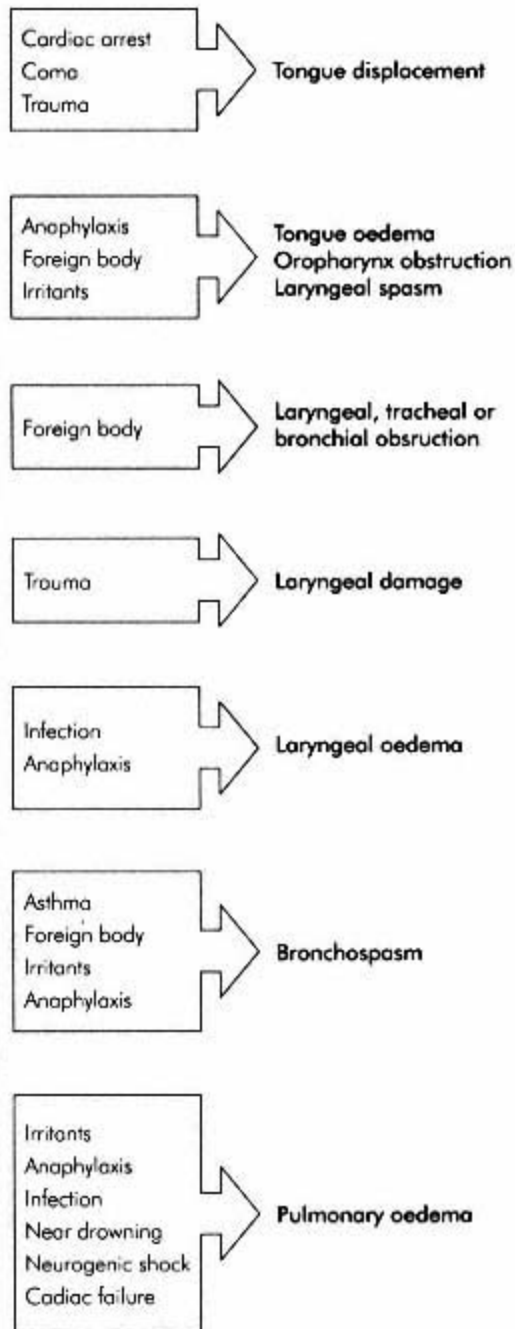 Cardiac arrest
Coma
Trauma
Tongue displacement
Anaphylaxis
Foreign body
Irritants
Tongue oedema
Oropharynx obstruction
Laryngeal spasm
Foreign body
Laryngeal, tracheal or
bronchial obsruction
Trauma
Laryngeal damage
Infection
Anaphylaxis
Laryngeal oedema
Asthma
Foreign body
Irritants
Anaphylaxis
Bronchospasm
Irritants
Anaphylaxis
Infection
Near drowning
Neurogenic shock
Cadiac failure
Pulmonary oedema